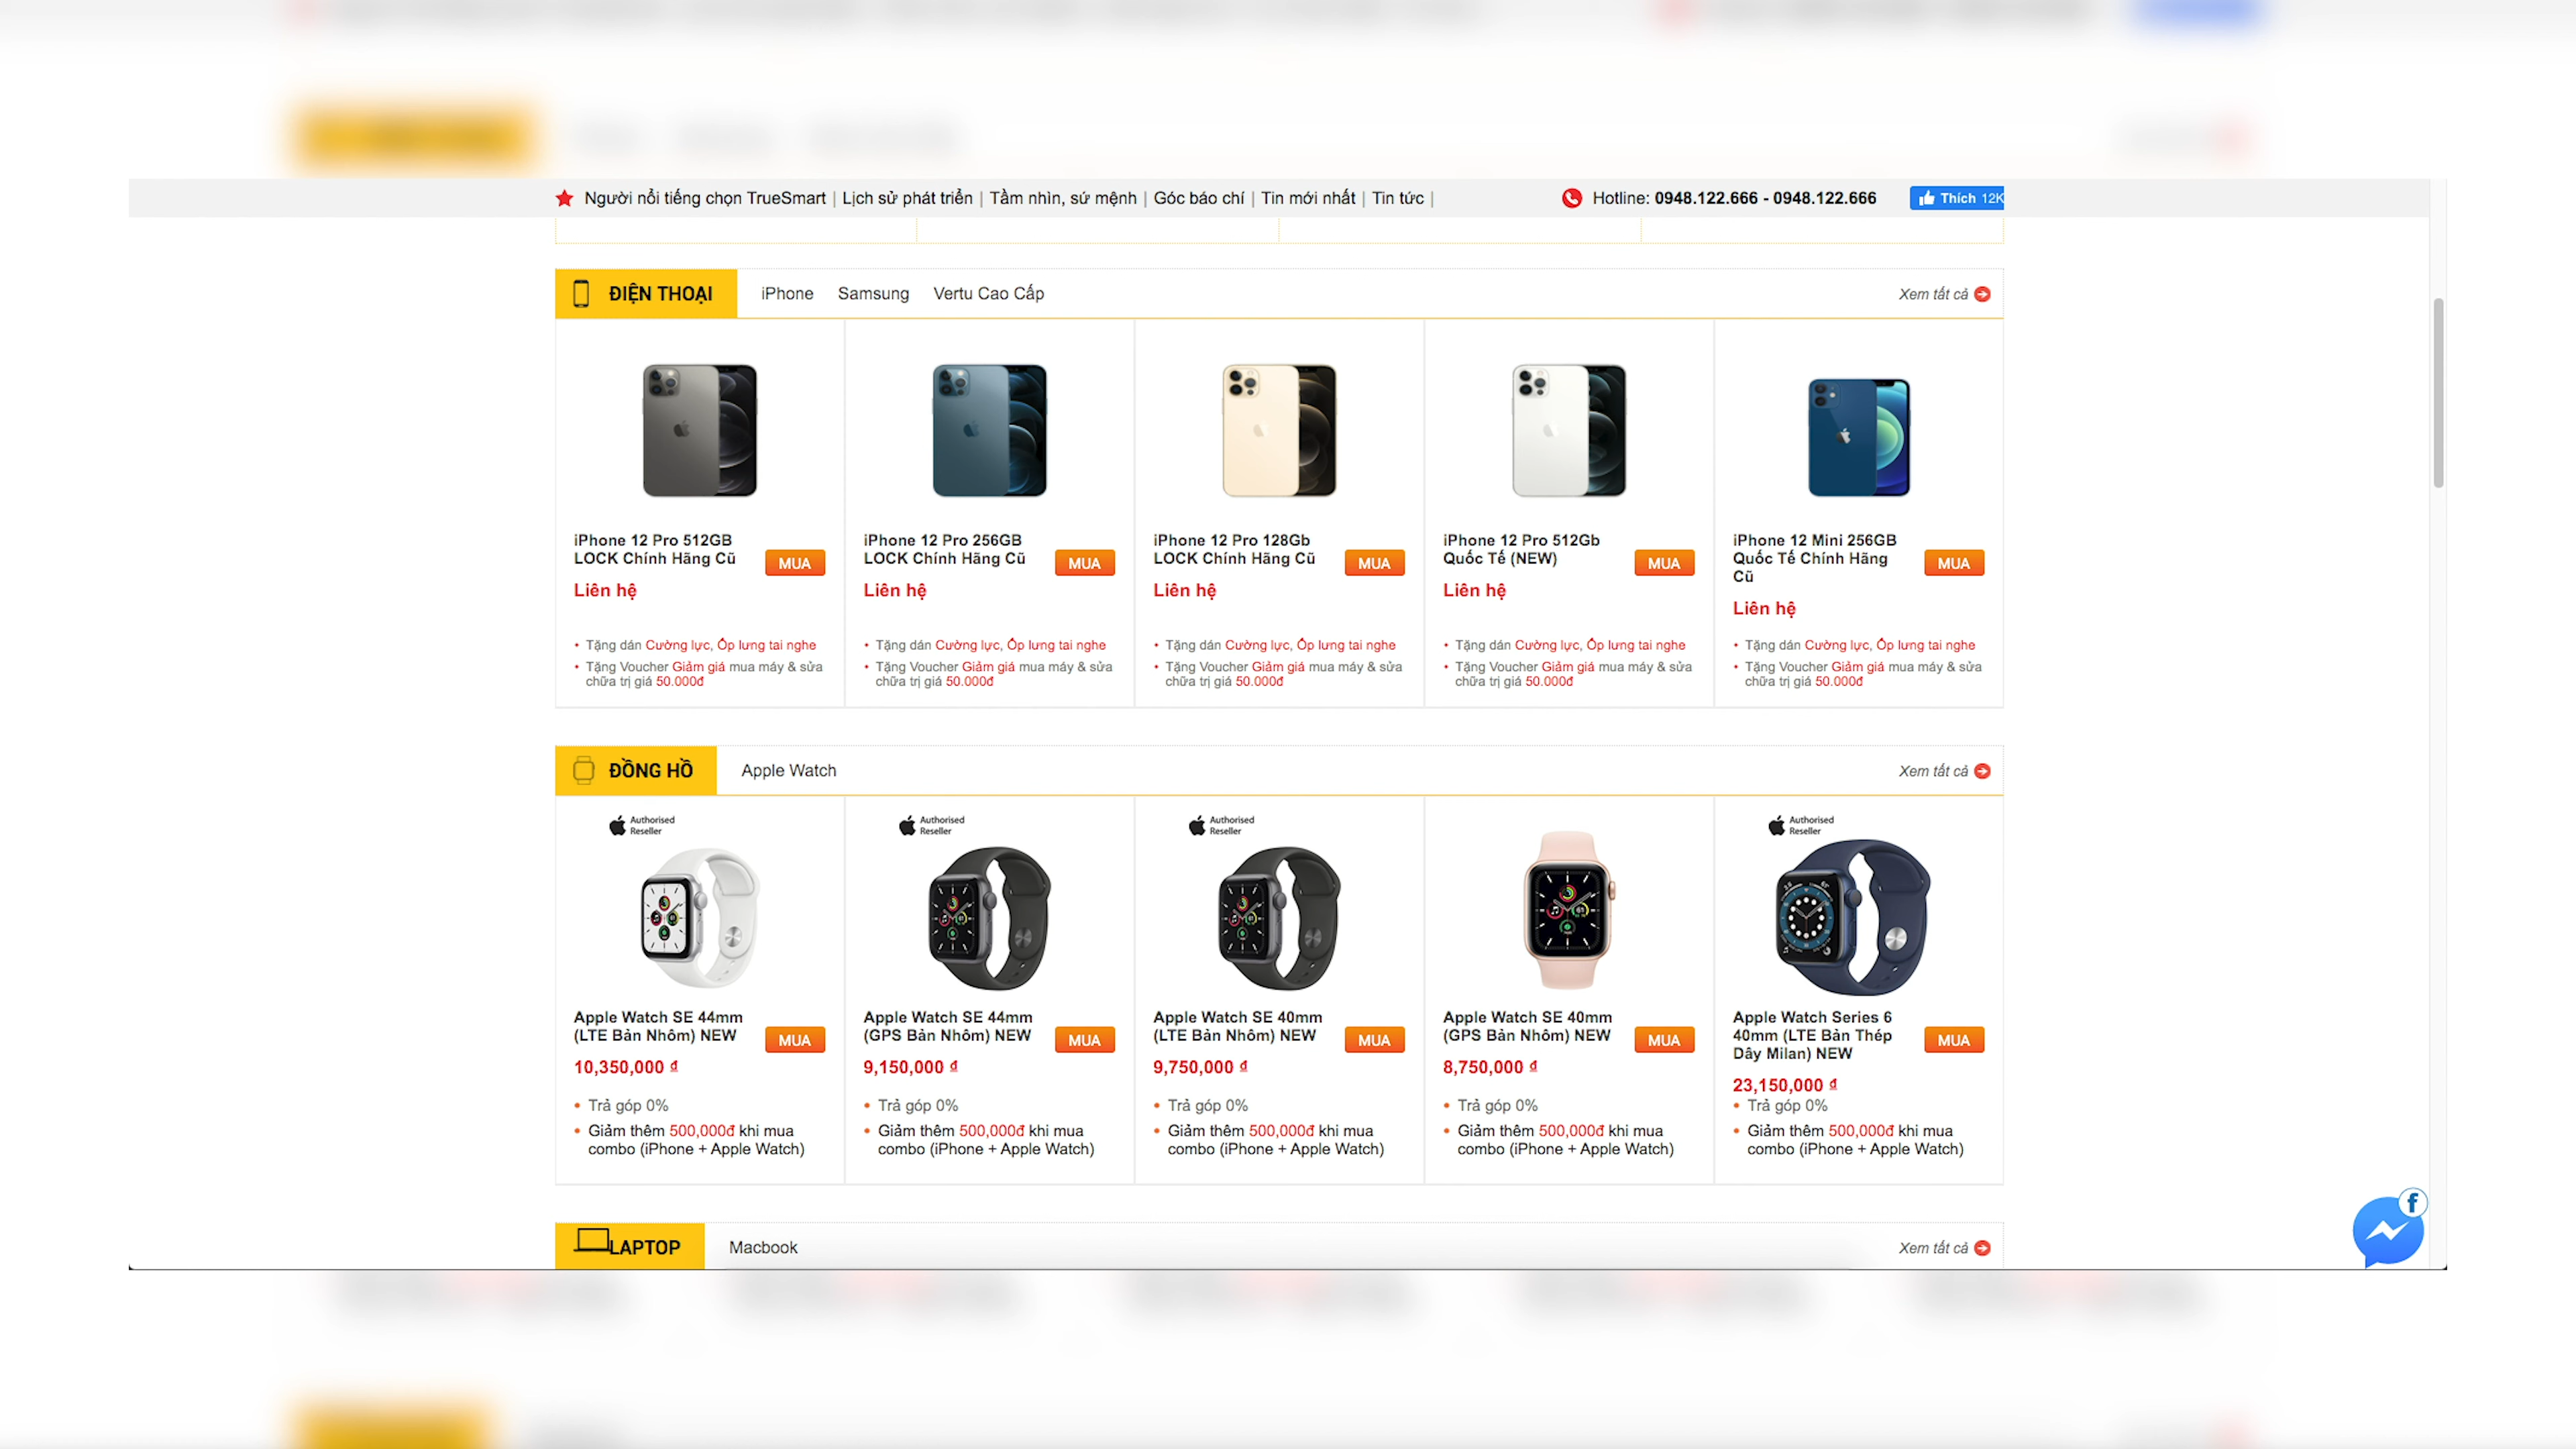 Người nổi tiếng chọn TrueSmart | Lịch sử phát triển | Tầm nhìn, sứ mệnh | Góc báo chí | Tin mới nhất | Tin tức |
Hotline: 0948.122.666 - 0948.122.666
Thích 12K
ĐIỆN THOẠI
iPhone
Samsung
Vertu Cao Cấp
Xem tất cả
iPhone 12 Pro 512GB
LOCK Chính Hãng Cũ
MUA
Liên hệ
• Tặng dán Cường lực, Ốp lưng tai nghe
• Tặng Voucher Giảm giá mua máy & sửa
chữa trị giá 50.000đ
iPhone 12 Pro 256GB
LOCK Chính Hãng Cũ
MUA
Liên hệ
• Tặng dán Cường lực, Ốp lưng tai nghe
• Tặng Voucher Giảm giá mua máy & sửa
chữa trị giá 50.000đ
iPhone 12 Pro 128Gb
LOCK Chính Hãng Cũ
MUA
Liên hệ
• Tặng dán Cường lực, Ốp lưng tai nghe
• Tặng Voucher Giảm giá mua máy & sửa
chữa trị giá 50.000đ
iPhone 12 Pro 512Gb
Quốc Tế (NEW)
MUA
Liên hệ
• Tặng dán Cường lực, Ốp lưng tai nghe
• Tặng Voucher Giảm giá mua máy & sửa
chữa trị giá 50.000đ
iPhone 12 Mini 256GB
Quốc Tế Chính Hãng
Cũ
MUA
Liên hệ
• Tặng dán Cường lực, Ốp lưng tai nghe
• Tặng Voucher Giảm giá mua máy & sửa
chữa trị giá 50.000đ
ĐỒNG HỒ
Apple Watch
Xem tất cả
Authorised
Reseller
Apple Watch SE 44mm
(LTE Bản Nhôm) NEW
MUA
10,350,000 ₫
• Trả góp 0%
• Giảm thêm 500,000đ khi mua
combo (iPhone + Apple Watch)
Authorised
Reseller
Apple Watch SE 44mm
(GPS Bản Nhôm) NEW
MUA
9,150,000 ₫
• Trả góp 0%
• Giảm thêm 500,000đ khi mua
combo (iPhone + Apple Watch)
Authorised
Reseller
Apple Watch SE 40mm
(LTE Bản Nhôm) NEW
MUA
9,750,000 ₫
• Trả góp 0%
• Giảm thêm 500,000đ khi mua
combo (iPhone + Apple Watch)
Apple Watch SE 40mm
(GPS Bản Nhôm) NEW
MUA
8,750,000 ₫
• Trả góp 0%
• Giảm thêm 500,000đ khi mua
combo (iPhone + Apple Watch)
Authorised
Reseller
Apple Watch Series 6
40mm (LTE Bản Thép
Dây Milan) NEW
MUA
23,150,000 ₫
• Trả góp 0%
• Giảm thêm 500,000đ khi mua
combo (iPhone + Apple Watch)
LAPTOP
Macbook
Xem tất cả